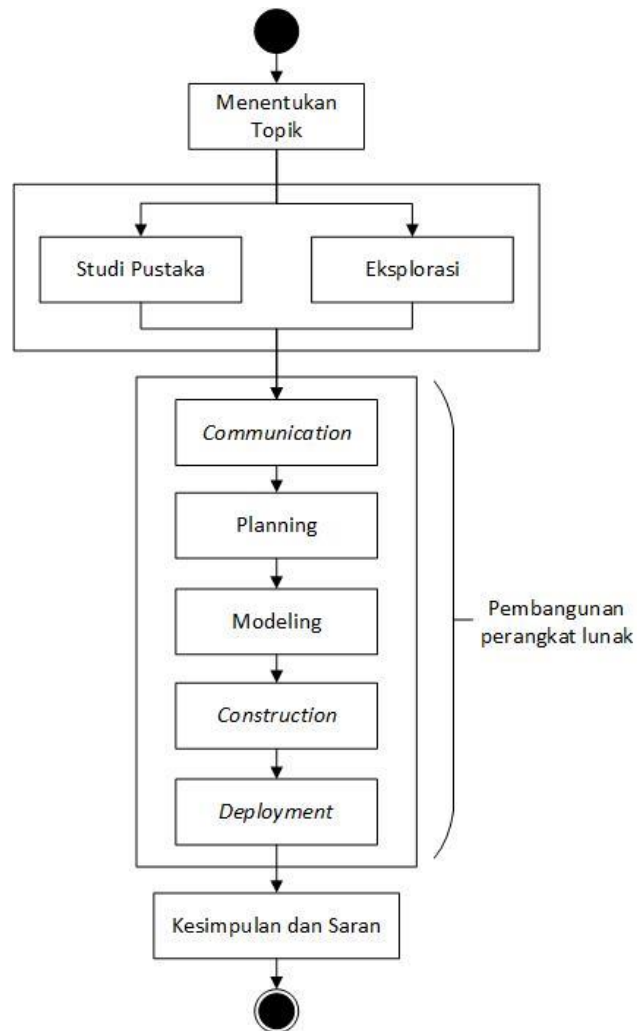 Menentukan
Topik
Studi Pustaka
Eksplorasi
Communication
Planning
Modeling
Construction
Deployment
Pembangunan
perangkat lunak
Kesimpulan dan Saran